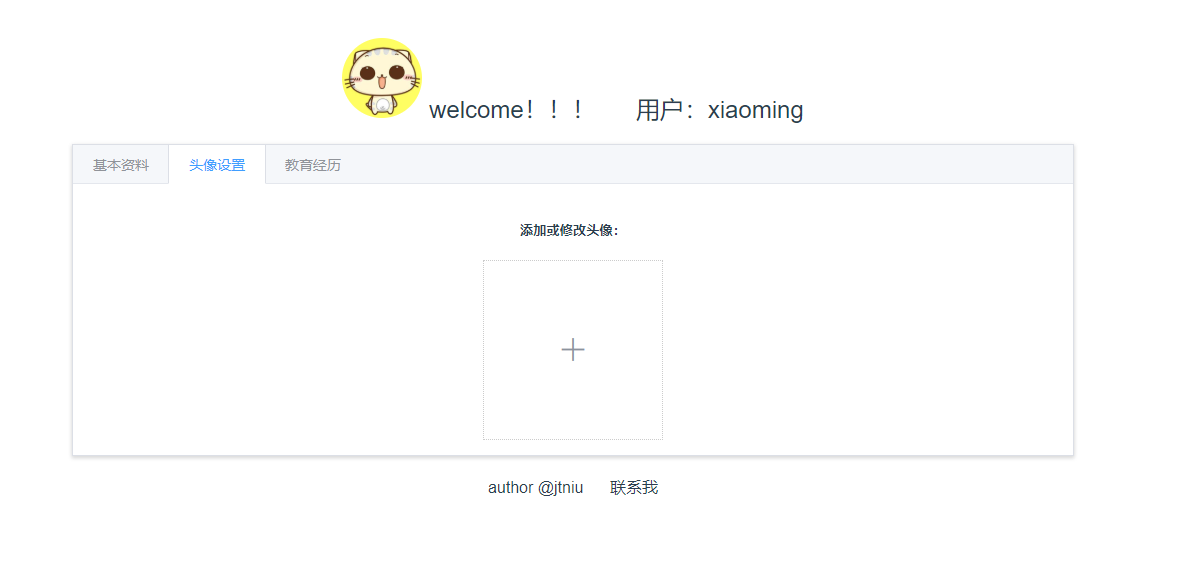 welcome！！！ 用户：xiaoming
基本资料 头像设置 教育经历
添加或修改头像：
author @jtniu 联系我